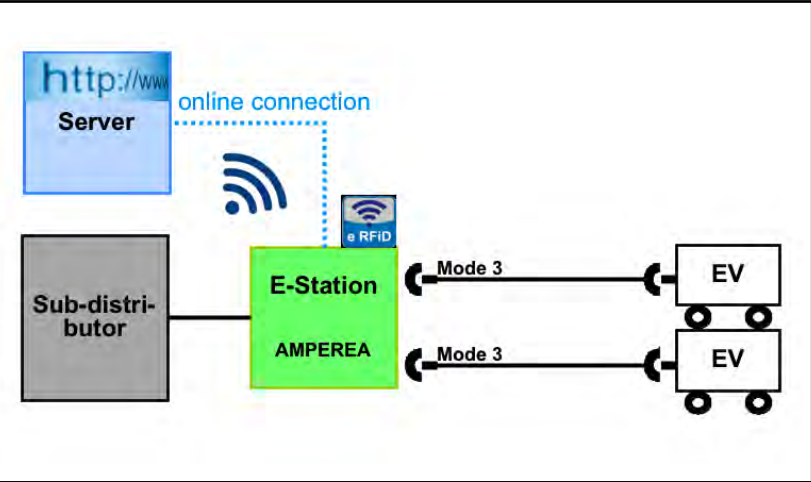 http://www
Server
online connection
e RFiD
Sub-distri-
butor
E-Station
AMPEREA
Mode 3
EV
Mode 3
EV